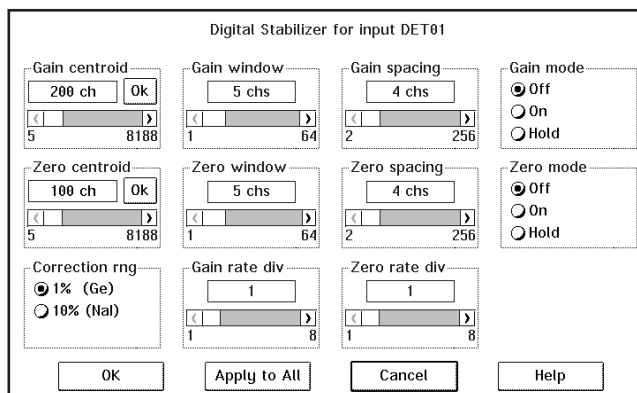 Digital Stabilizer for input DET01
Gain centroid Gain window Gain spacing Gain mode
200 ch Ok 5 chs 4 chs Off
On
5 8188 1 64 2 256 Hold
Zero centroid Zero window Zero spacing Zero mode
100 ch Ok 5 chs 4 chs Off
On
5 8188 1 64 2 256 Hold
Correction rng Gain rate div Zero rate div
1% (Ge) 1 1
10% (NaI)
1 8 1 8
OK Apply to All Cancel Help